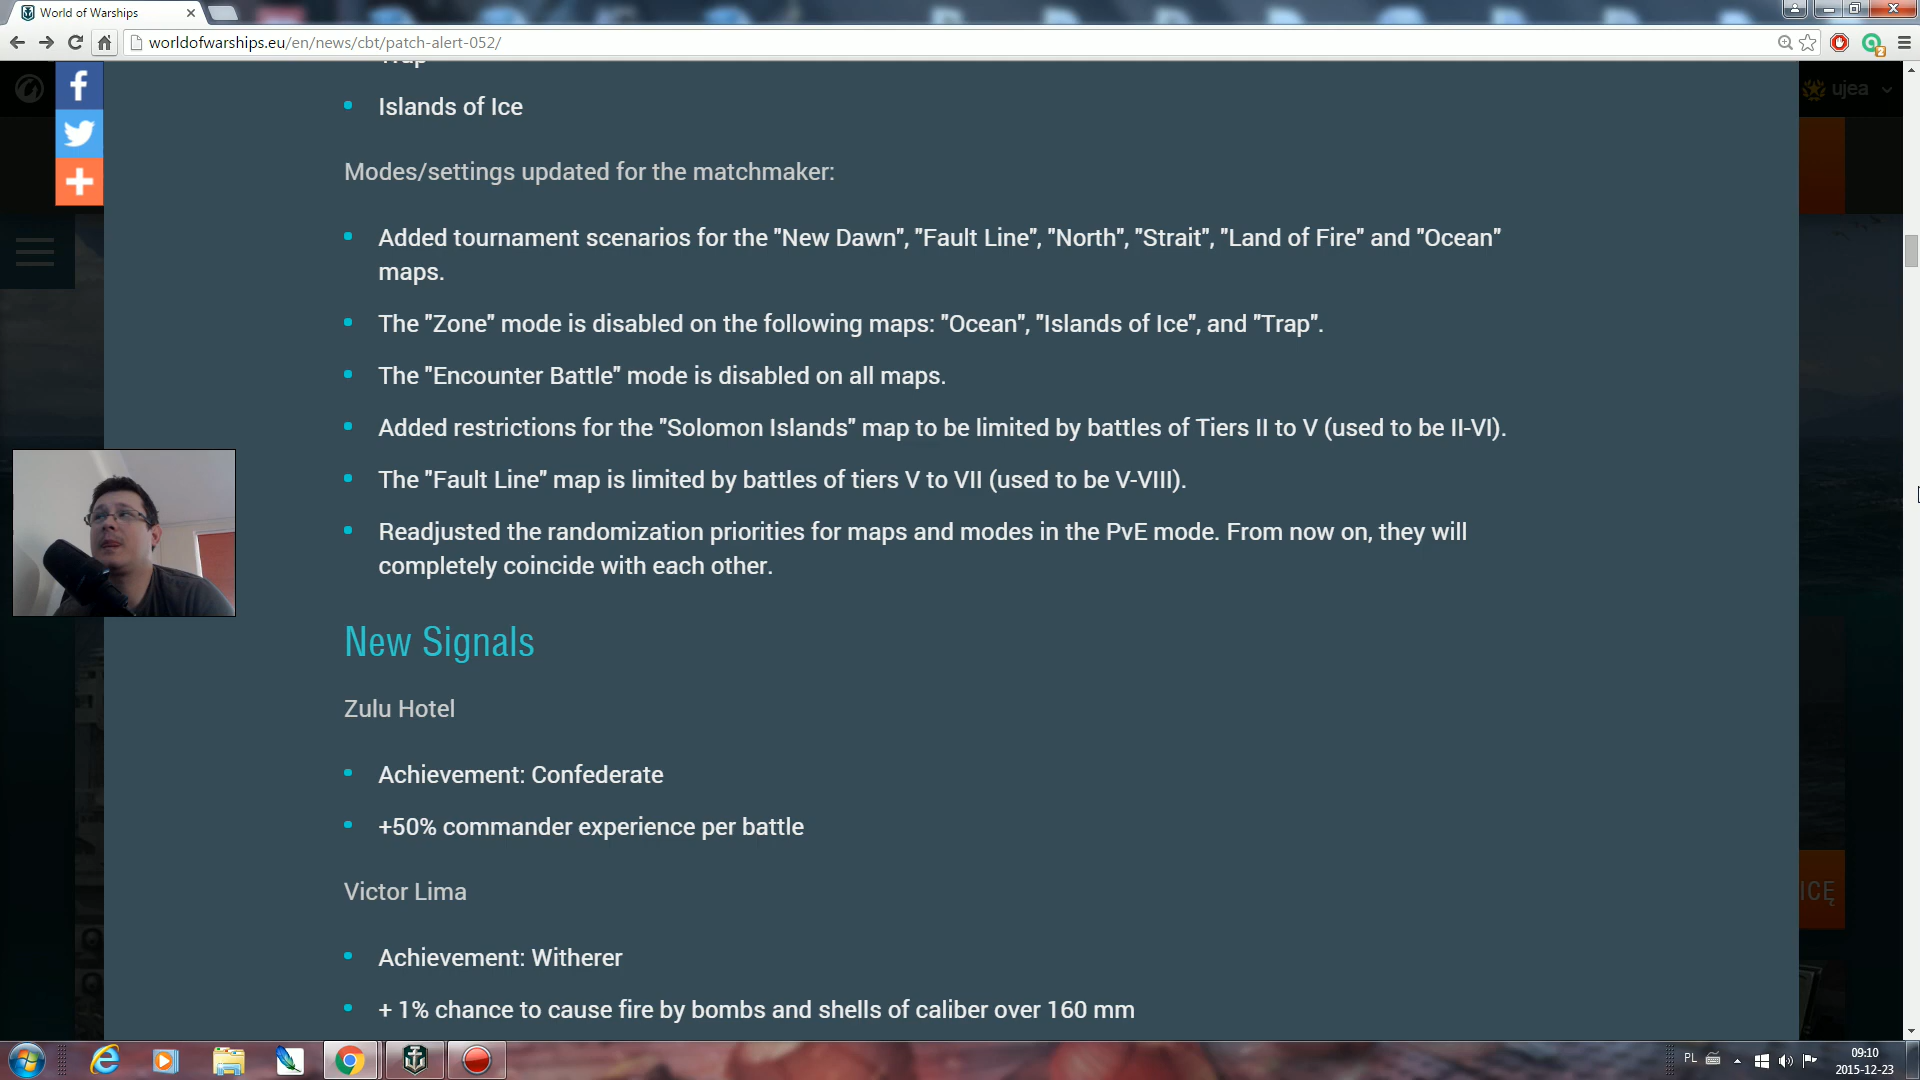 World of Warships
worldofwarships.eu/en/news/cbt/patch-alert-052/
Trap
Islands of Ice
ujea
Modes/settings updated for the matchmaker:
Added tournament scenarios for the "New Dawn", "Fault Line", "North", "Strait", "Land of Fire" and "Ocean"
maps.
The "Zone" mode is disabled on the following maps: "Ocean", "Islands of Ice", and "Trap".
The "Encounter Battle" mode is disabled on all maps.
Added restrictions for the "Solomon Islands" map to be limited by battles of Tiers II to V (used to be II-VI).
The "Fault Line" map is limited by battles of tiers V to VII (used to be V-VIII).
Readjusted the randomization priorities for maps and modes in the PvE mode. From now on, they will
completely coincide with each other.
New Signals
Zulu Hotel
Achievement: Confederate
+50% commander experience per battle
Victor Lima
ICĘ
Achievement: Witherer
+ 1% chance to cause fire by bombs and shells of caliber over 160 mm
PL
09:10
2015-12-23